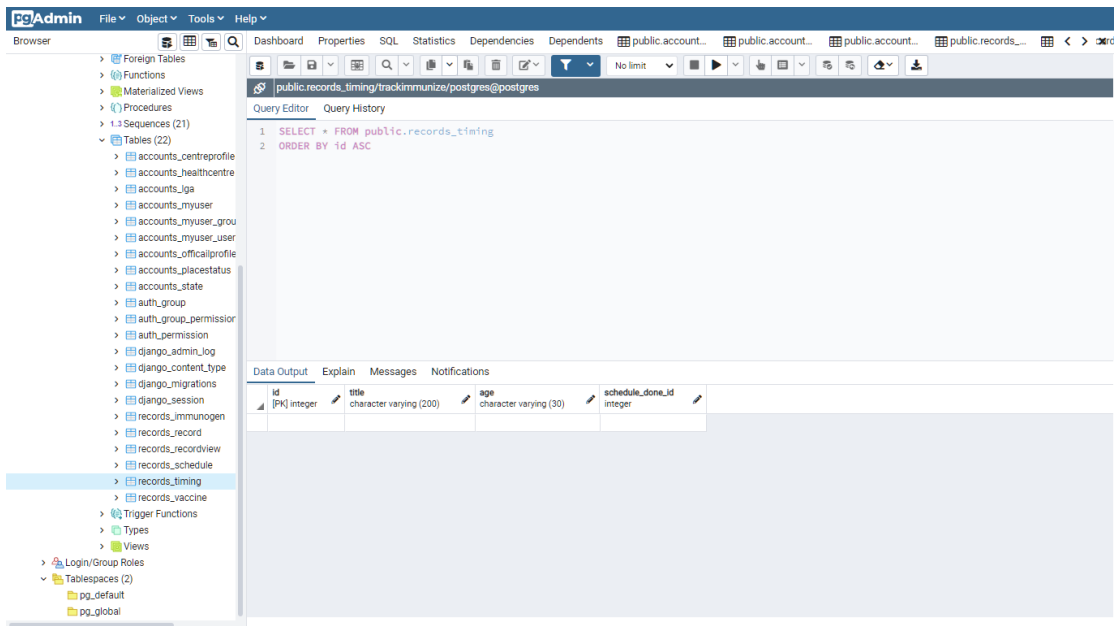 pgAdmin File Object Tools Help
Browser
Dashboard Properties SQL Statistics Dependencies Dependents public.account... public.account... public.account... public.records_...
No limit
public.records_timing/trackimmunize/postgres@postgres
Query Editor Query History
1 SELECT * FROM public.records_timing
2 ORDER BY id ASC
Foreign Tables
Functions
Materialized Views
Procedures
1..3 Sequences (21)
Tables (22)
accounts_centreprofile
accounts_healthcentre
accounts_lga
accounts_myuser
accounts_myuser_grou
accounts_myuser_user
accounts_officailprofile
accounts_placestatus
accounts_state
auth_group
auth_group_permission
auth_permission
django_admin_log
django_content_type
django_migrations
django_session
records_immunogen
records_record
records_recordview
records_schedule
records_timing
records_vaccine
Trigger Functions
Types
Views
Login/Group Roles
Tablespaces (2)
pg_default
pg_global
Data Output Explain Messages Notifications
id title age schedule_done_id
[PK] integer character varying (200) character varying (30) integer